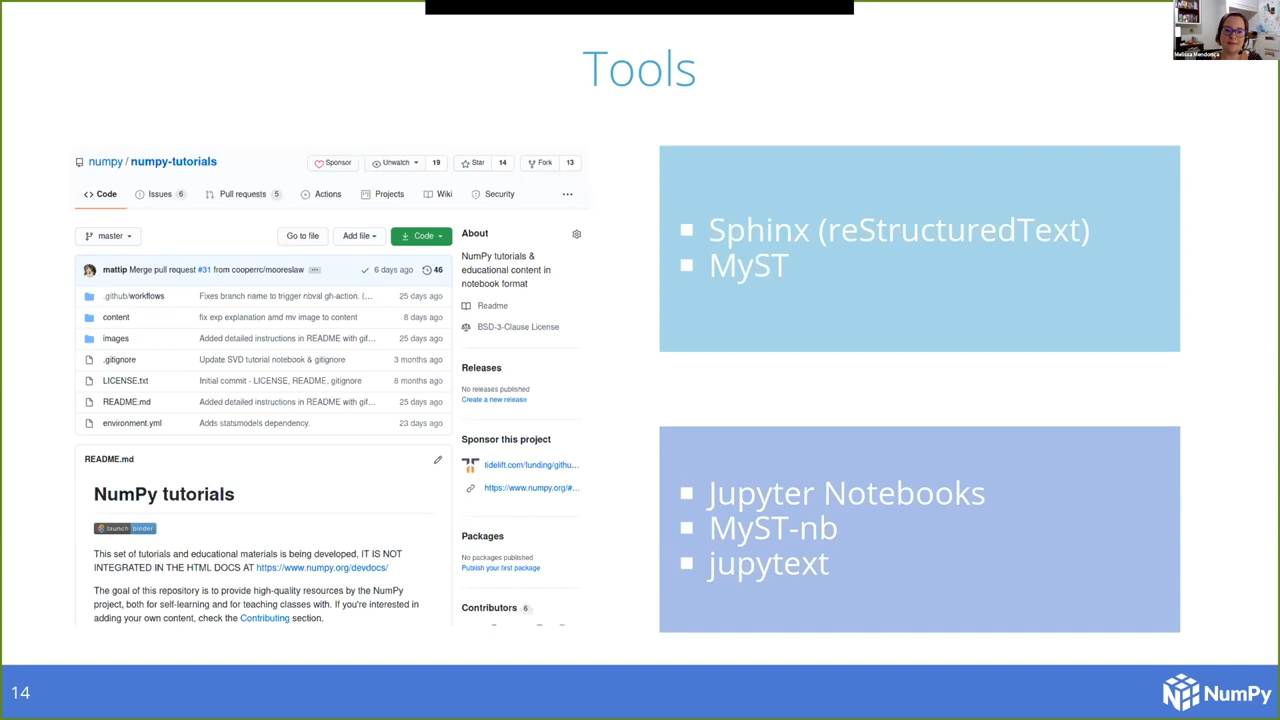 Melissa Mendonça
Tools
numpy / numpy-tutorials
Sponsor
Unwatch
19
Star
14
Fork
13
Code
Issues 6
Pull requests 5
Actions
Projects
Wiki
Security
master
Go to file
Add file
Code
mattip Merge pull request #31 from cooperrc/mooreslaw
6 days ago
46
.github/workflows
Fixes branch name to trigger nbval gh-action. (...
25 days ago
content
fix exp explanation amd mv image to content
8 days ago
images
Added detailed instructions in README with gif...
25 days ago
.gitignore
Update SVD tutorial notebook & gitignore
3 months ago
LICENSE.txt
Initial commit - LICENSE, README, gitignore
8 months ago
README.md
Added detailed instructions in README with gif...
25 days ago
environment.yml
Adds statsmodels dependency.
23 days ago
README.md
NumPy tutorials
launch binder
This set of tutorials and educational materials is being developed, IT IS NOT
INTEGRATED IN THE HTML DOCS AT https://www.numpy.org/devdocs/
The goal of this repository is to provide high-quality resources by the NumPy
project, both for self-learning and for teaching classes with. If you're interested in
adding your own content, check the Contributing section.
About
NumPy tutorials &
educational content in
notebook format
Readme
BSD-3-Clause License
Releases
No releases published
Create a new release
Sponsor this project
tidelift.com/funding/githu...
https://www.numpy.org/#...
Packages
No packages published
Publish your first package
Contributors 6
Sphinx (reStructuredText)
MyST
Jupyter Notebooks
MyST-nb
jupytext
14
NumPy